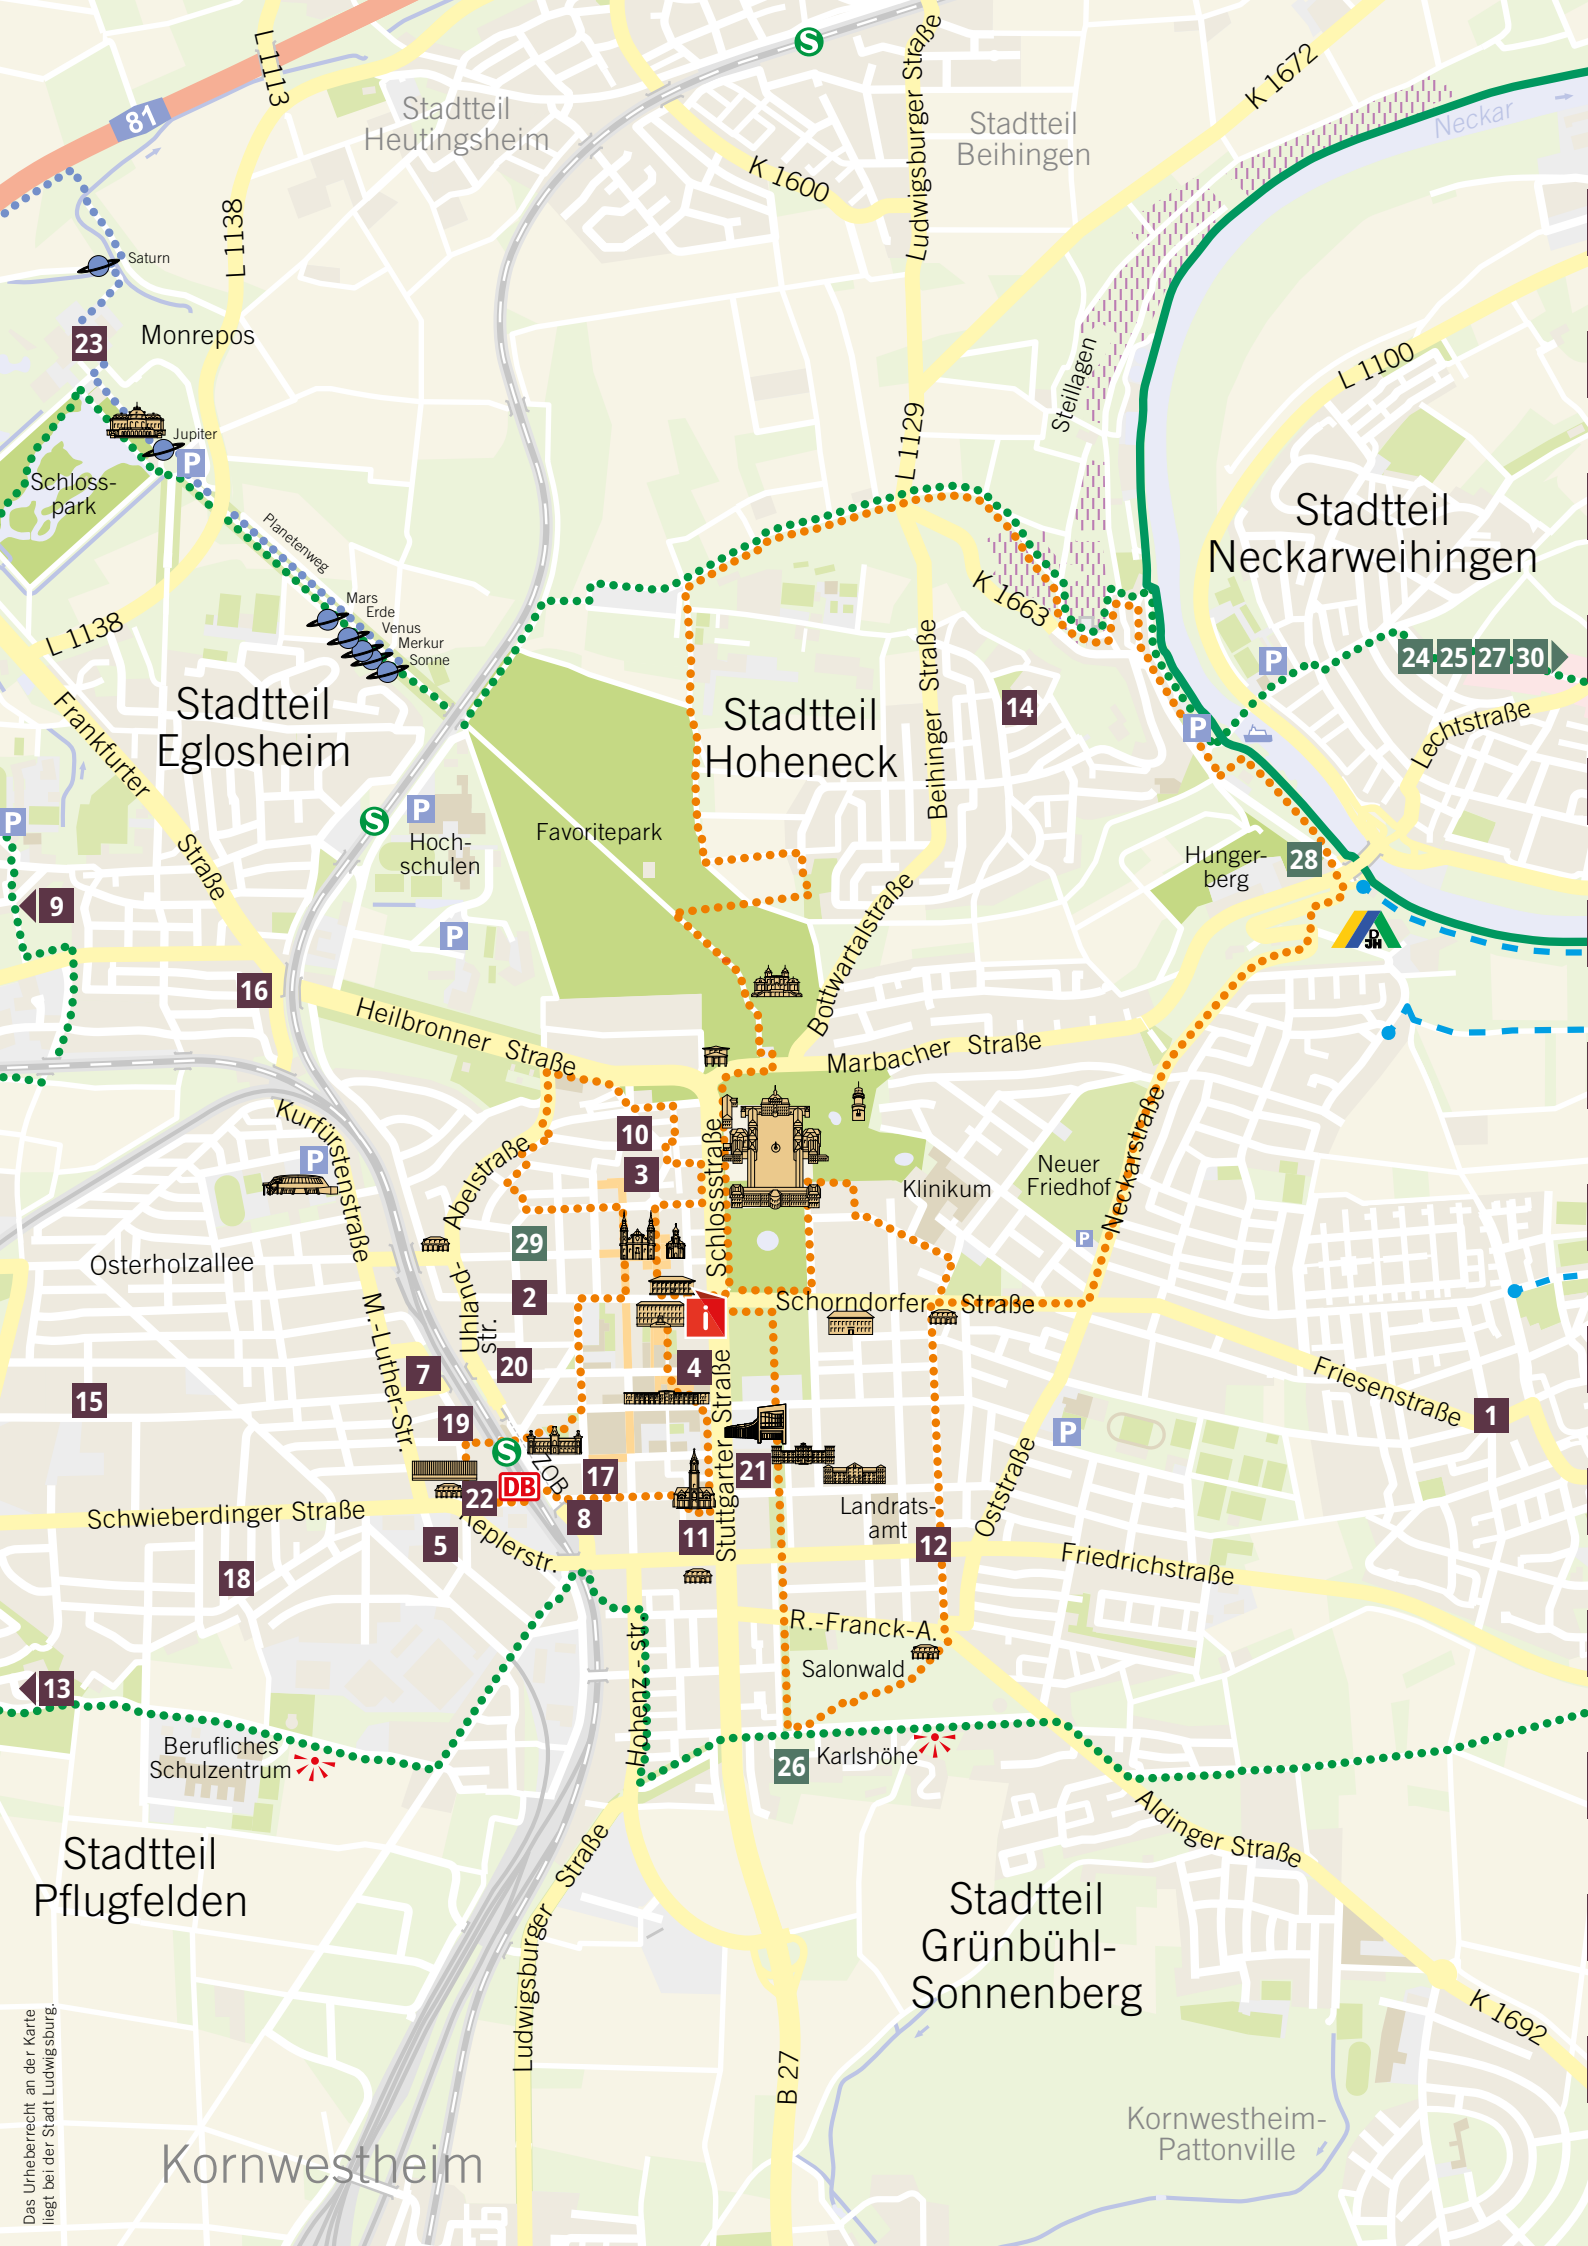 L 1113
81
Stadtteil
Heutingsheim
S
Ludwigsburger Straße
K 1672
Stadtteil
Beihingen
Neckar
K 1600
L 1138
Saturn
23
Monrepos
Steillagen
L 1100
Jupiter
P
L 1129
Schloss-
park
Planetenweg
Stadtteil
Neckarweihingen
Mars
Erde
Venus
Merkur
Sonne
K 1663
L 1138
P
24 25 27 30
Frankfurter
Straße
Stadtteil
Eglosheim
Stadtteil
Hoheneck
14
Beihinger Straße
P
Lechtstraße
P
S
P
Hoch-
schulen
Favoritepark
Hunger-
berg
28
9
P
Bottwartalstraße
D
JH
16
Heilbronner Straße
Marbacher Straße
Kurfürstenstraße
P
Abelstraße
10
3
Schlossstraße
Klinikum
Neuer
Friedhof
Neckarstraße
P
Osterholzallee
29
2
Uhland-
str.
i
Schorndorfer Straße
M.-Luther-Str.
7
20
4
Friesenstraße
1
15
19
S
ZOB
DB
22
17
8
21
Stuttgarter Straße
P
Oststraße
Landrats-
amt
12
Schwieberdinger Straße
5
Keplerstr.
11
Friedrichstraße
18
R.-Franck-A.
Salonwald
13
Hohenz.-str.
Berufliches
Schulzentrum
26
Karlshöhe
Aldinger Straße
Stadtteil
Pflugfelden
Ludwigsburger Straße
Stadtteil
Grünbühl-
Sonnenberg
K 1692
B 27
Kornwestheim-
Pattonville
Kornwestheim
Das Urheberrecht an der Karte
liegt bei der Stadt Ludwigsburg.